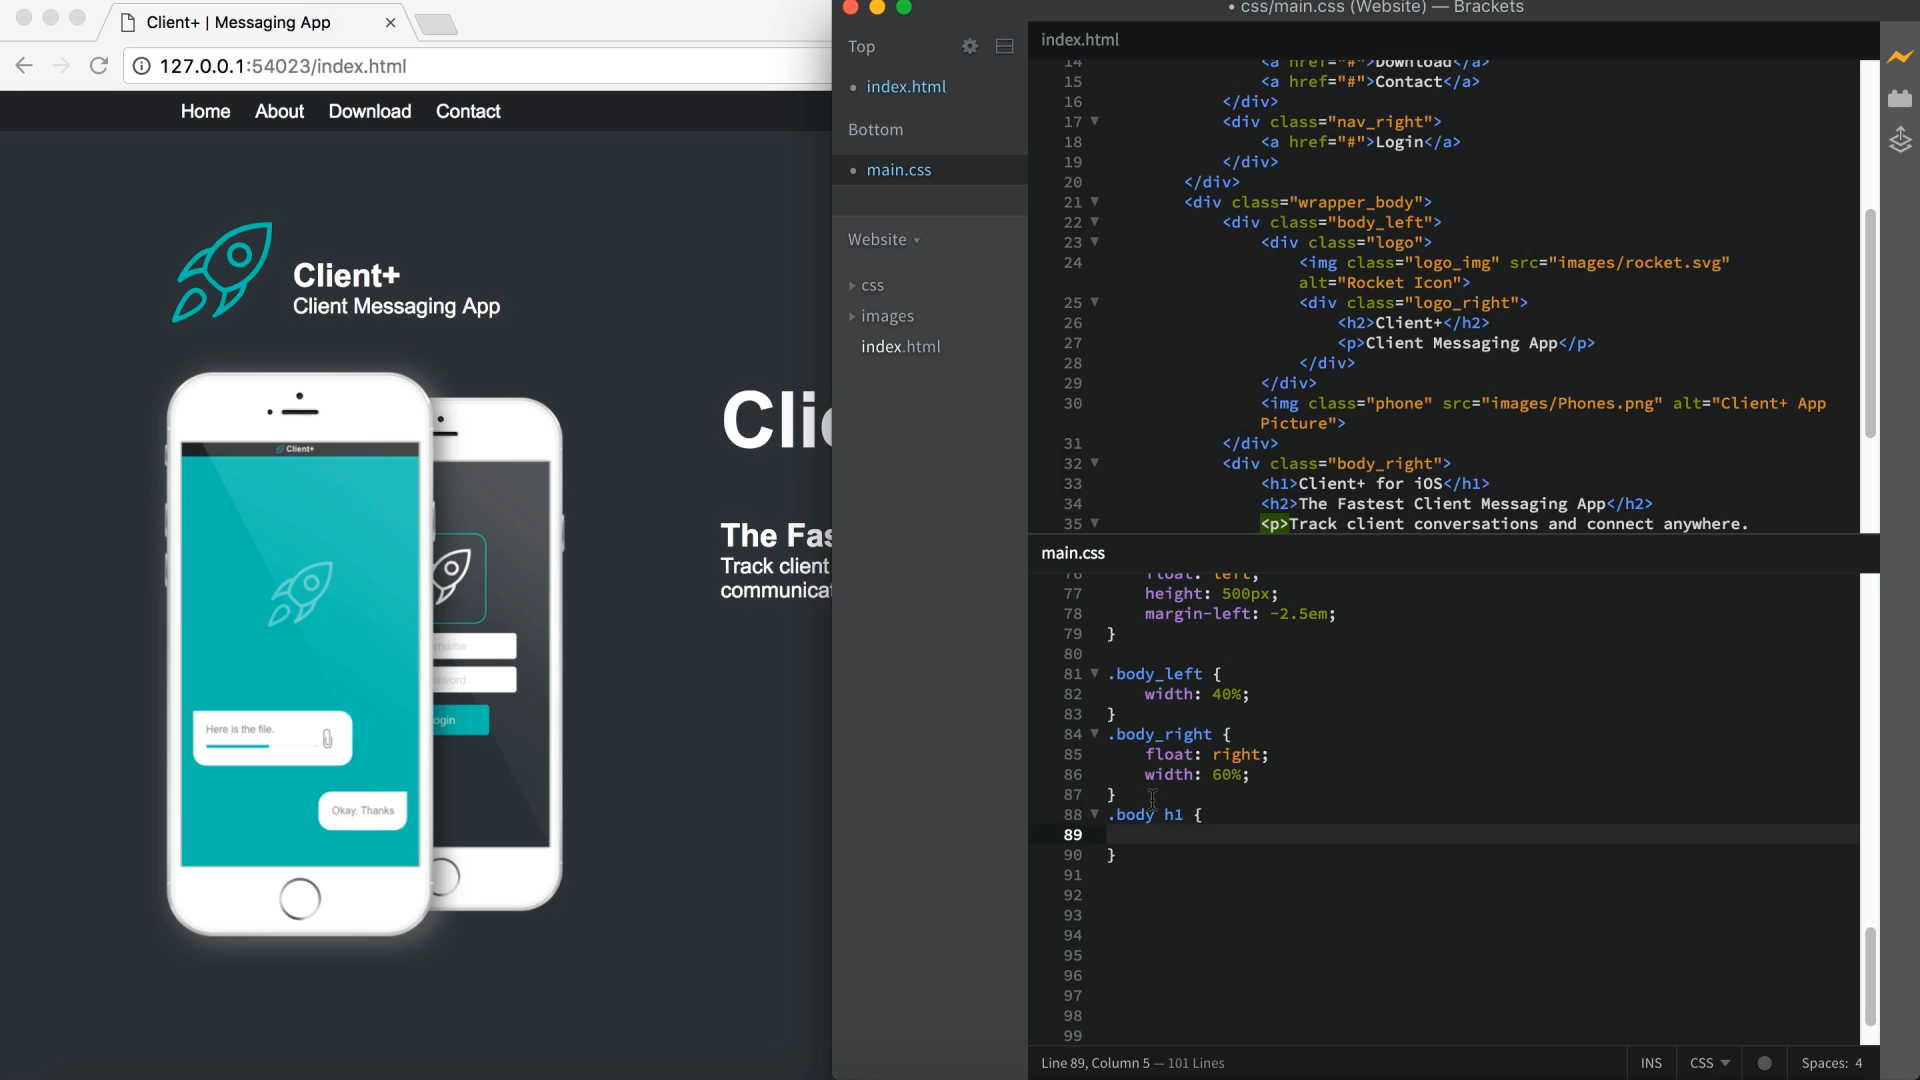 Client+ | Messaging App
127.0.0.1:54023/index.html
Home About Download Contact
Client+
Client Messaging App
Client+
Here is the file.
Okay. Thanks
Clie
The Fas
Track client
communicat
• css/main.css (Website) — Brackets
Top
index.html
Bottom
main.css
Website
css
images
index.html
index.html
14 <a href="#">Download</a>
15 <a href="#">Contact</a>
16 </div>
17 <div class="nav_right">
18 <a href="#">Login</a>
19 </div>
20 </div>
21 <div class="wrapper_body">
22 <div class="body_left">
23 <div class="logo">
24 <img class="logo_img" src="images/rocket.svg"
alt="Rocket Icon">
25 <div class="logo_right">
26 <h2>Client+</h2>
27 <p>Client Messaging App</p>
28 </div>
29 </div>
30 <img class="phone" src="images/Phones.png" alt="Client+ App
Picture">
31 </div>
32 <div class="body_right">
33 <h1>Client+ for iOS</h1>
34 <h2>The Fastest Client Messaging App</h2>
35 <p>Track client conversations and connect anywhere.
main.css
76 float: left;
77 height: 500px;
78 margin-left: -2.5em;
79 }
80
81 .body_left {
82 width: 40%;
83 }
84 .body_right {
85 float: right;
86 width: 60%;
87 }
88 .body h1 {
89
90 }
91
92
93
94
95
96
97
98
99
Line 89, Column 5 — 101 Lines
INS CSS Spaces: 4